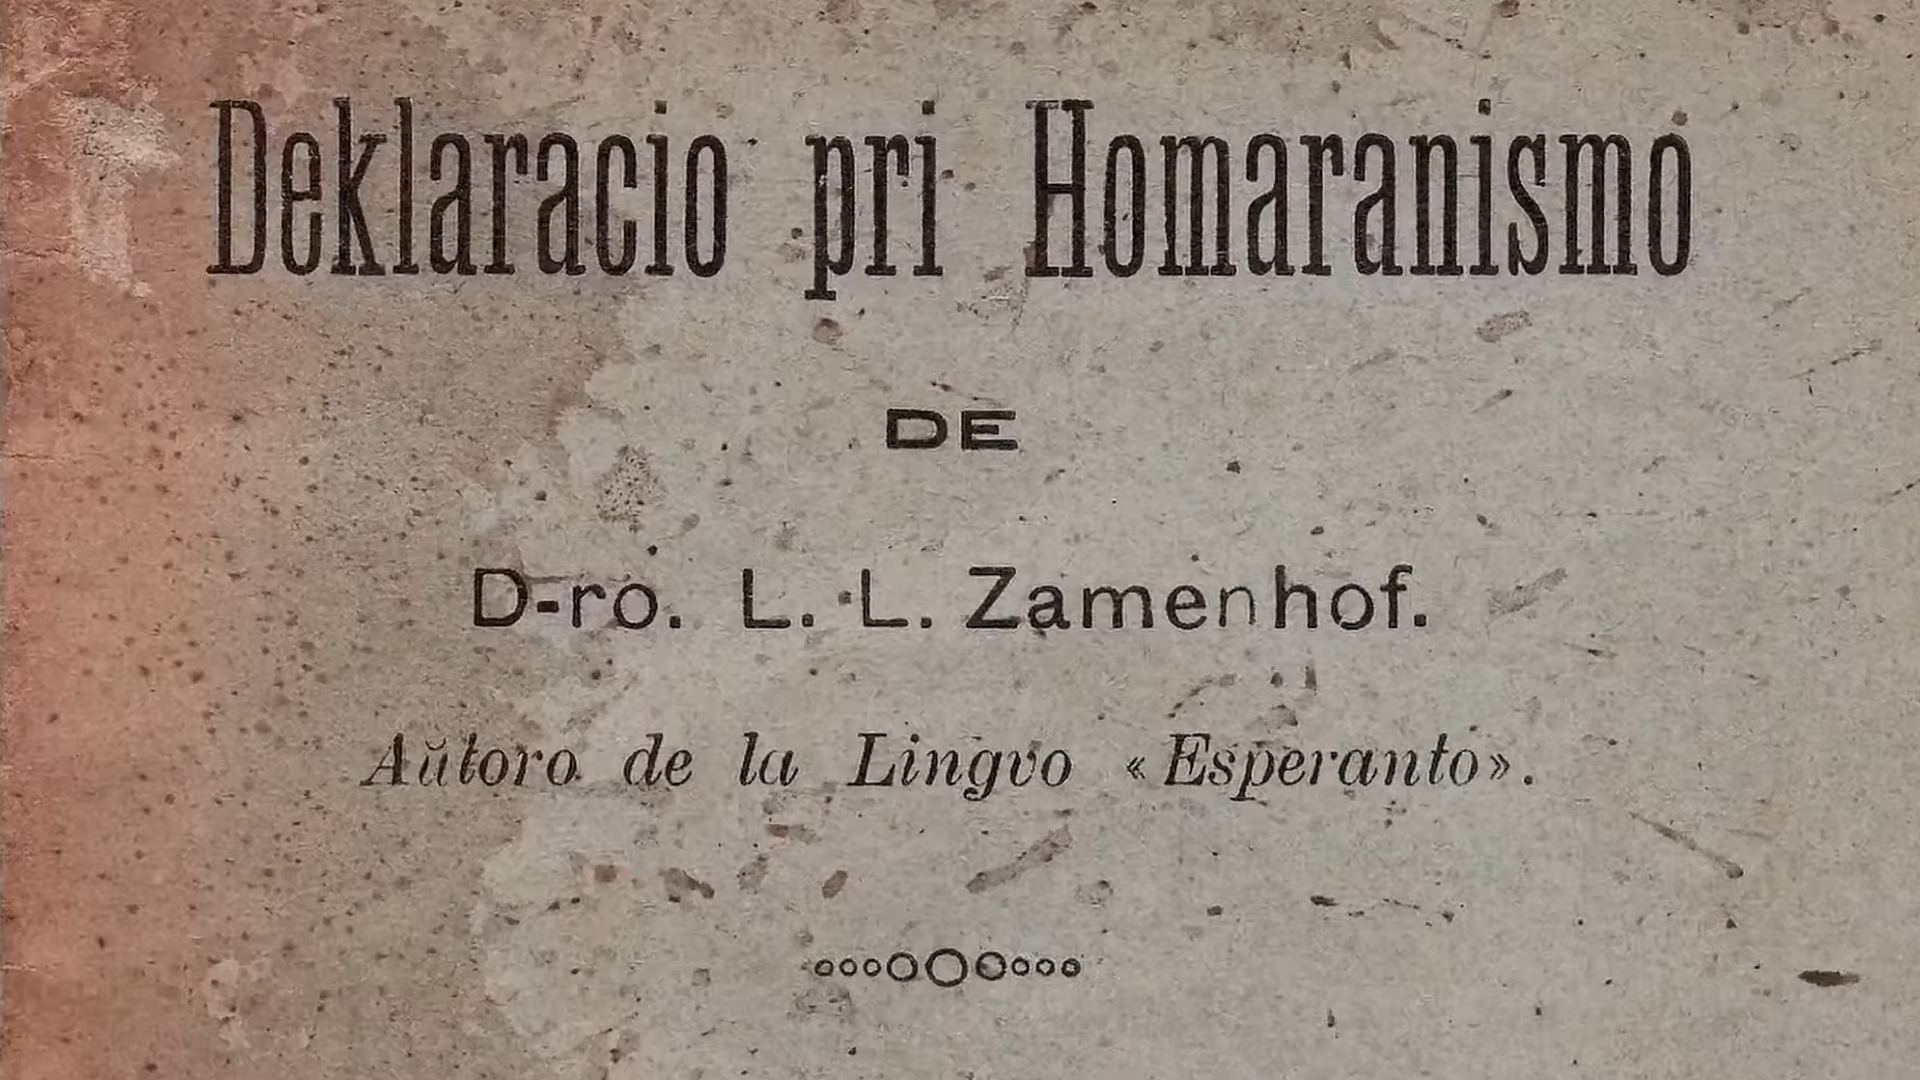 Deklaracio pri Homaranismo
DE
D-ro. L. L. Zamenhof.
Aŭtoro de la Lingvo «Esperanto».